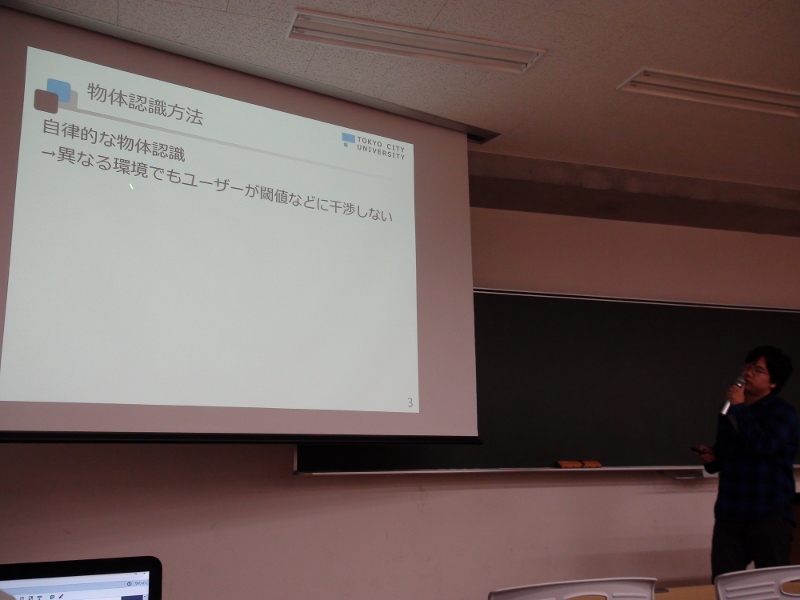 物体認識方法
TOKYO CITY
UNIVERSITY
自律的な物体認識
→異なる環境でもユーザーが閾値などに干渉しない
3